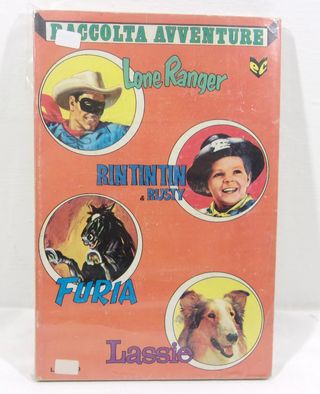 RACCOLTA AVVENTURE
Lone Ranger
RINTINTIN
& RUSTY
FURIA
Lassie